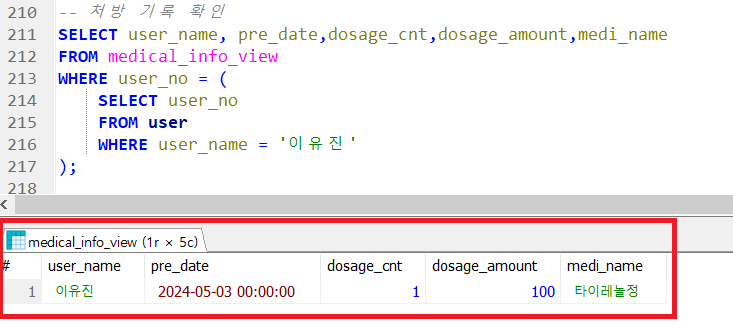 210 -- 처방 기록 확인
211 SELECT user_name, pre_date,dosage_cnt,dosage_amount,medi_name
212 FROM medical_info_view
213 WHERE user_no = (
214 SELECT user_no
215 FROM user
216 WHERE user_name = '이유진'
217 );
218
medical_info_view (1r × 5c)
# user_name pre_date dosage_cnt dosage_amount medi_name
1 이유진 2024-05-03 00:00:00 1 100 타이레놀정